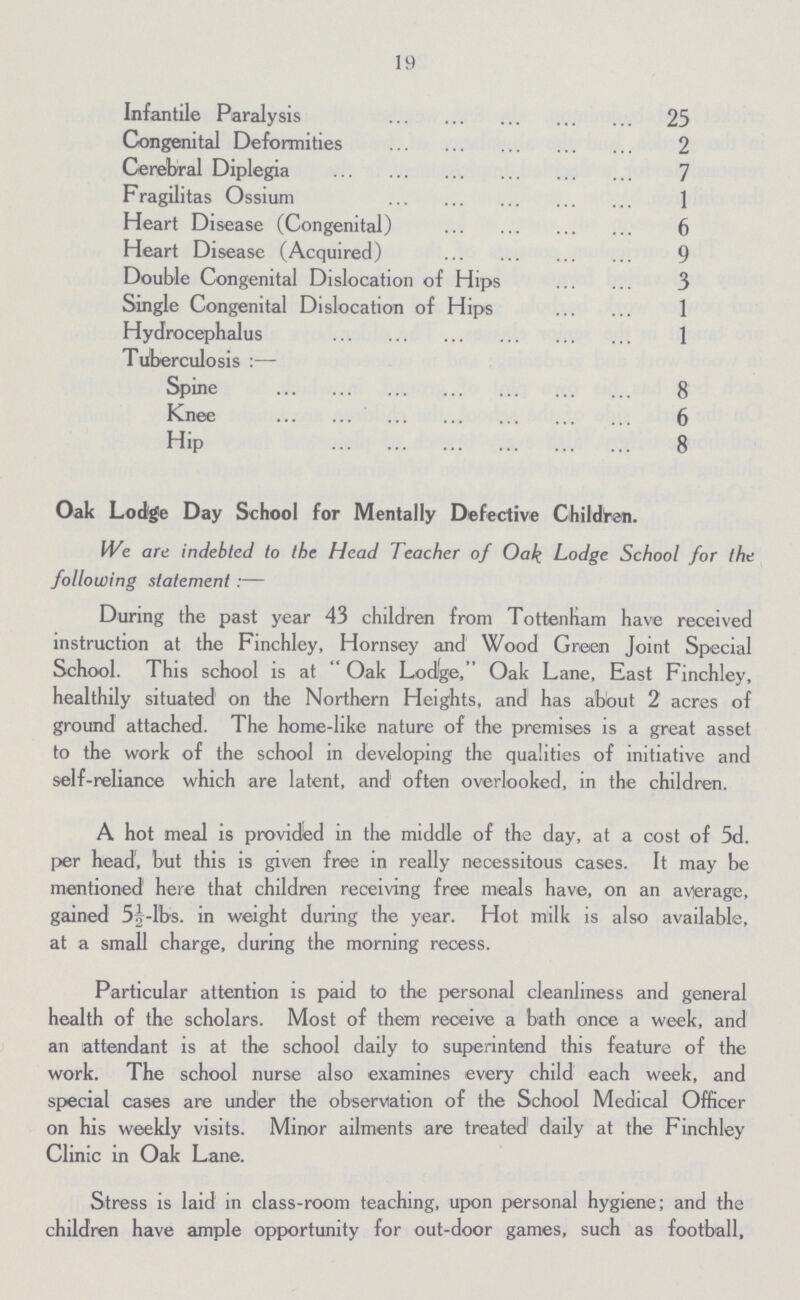 19
Infantile Paralysis ... ... ... ... ... 25
Congenital Deformities ... ... ... ... ... 2
Cerebral Diplegia ... ... ... ... ... ... 7
Fragilitas Ossium ... ... ... ... ... 1
Heart Disease (Congenital) ... ... ... ... 6
Heart Disease (Acquired) ... ... ... ... 9
Double Congenital Dislocation of Hips ... ... 3
Single Congenital Dislocation of Hips ... ... 1
Hydrocephalus ... ... ... ... ... ... 1
Tuberculosis :—
Spine ... ... ... ... ... ... ... 8
Knee ... ... ... ... ... ... ... 6
Hip ... ... ... ... ... ... 8
Oak Lodge Day School for Mentally Defective Children.
We are indebted to the Head Teacher of Oak Lodge School for the
following statement :—
During the past year 43 children from Tottenham have received
instruction at the Finchley, Hornsey and Wood Green Joint Special
School. This school is at "Oak Lodge," Oak Lane, East Finchley,
healthily situated on the Northern Heights, and has about 2 acres of
ground attached. The home-like nature of the premises is a great asset
to the work of the school in developing the qualities of initiative and
self-reliance which are latent, and often overlooked, in the children.
A hot meal is provided in the middle of the day, at a cost of 5d.
per head, but this is given free in really necessitous cases. It may be
mentioned here that children receiving free meals have, on an average,
gained 5½-lbs. in weight during the year. Hot milk is also available,
at a small charge, during the morning recess.
Particular attention is paid to the personal cleanliness and general
health of the scholars. Most of them receive a bath once a week, and
an attendant is at the school daily to superintend this feature of the
work. The school nurse also examines every child each week, and
special cases are under the observation of the School Medical Officer
on his weekly visits. Minor ailments are treated daily at the Finchley
Clinic in Oak Lane.
Stress is laid in class-room teaching, upon personal hygiene; and the
children have ample opportunity for out-door games, such as football,